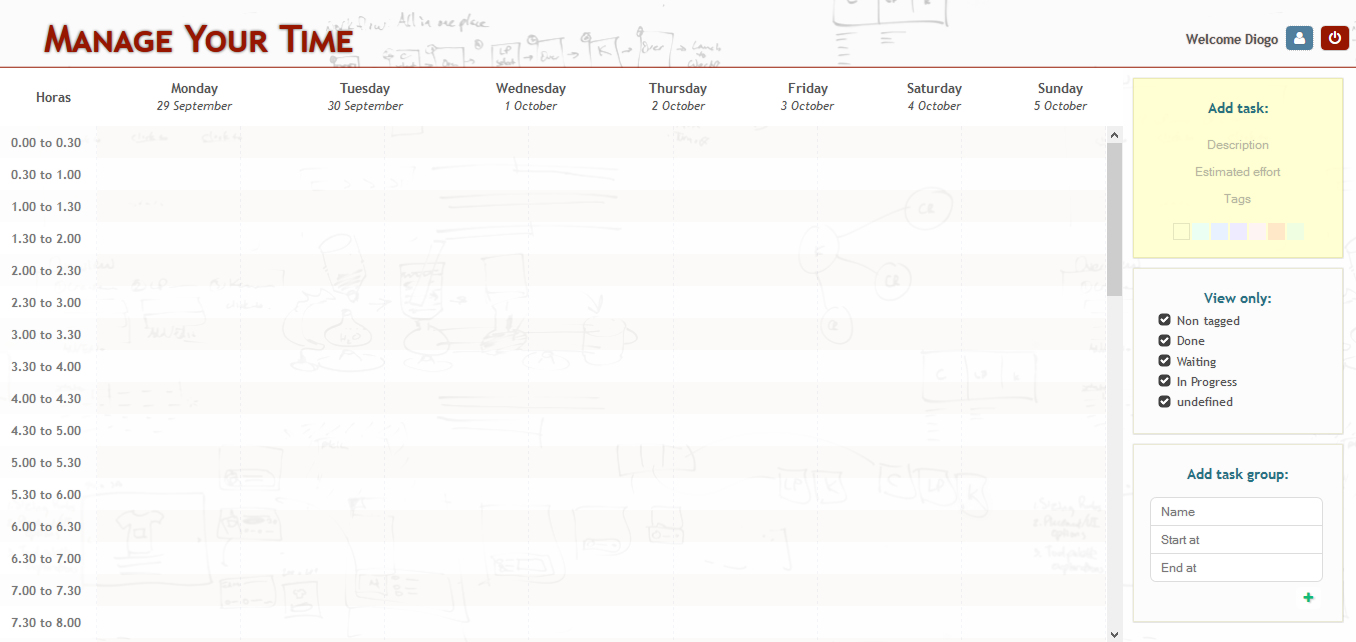 All in one place
Manage Your Time
Welcome Diogo
Horas
Monday
29 September
Tuesday
30 September
Wednesday
1 October
Thursday
2 October
Friday
3 October
Saturday
4 October
Sunday
5 October
0.00 to 0.30
0.30 to 1.00
1.00 to 1.30
1.30 to 2.00
2.00 to 2.30
2.30 to 3.00
3.00 to 3.30
3.30 to 4.00
4.00 to 4.30
4.30 to 5.00
5.00 to 5.30
5.30 to 6.00
6.00 to 6.30
6.30 to 7.00
7.00 to 7.30
7.30 to 8.00
Add task:
Description
Estimated effort
Tags
View only:
Non tagged
Done
Waiting
In Progress
undefined
Add task group:
Name
Start at
End at